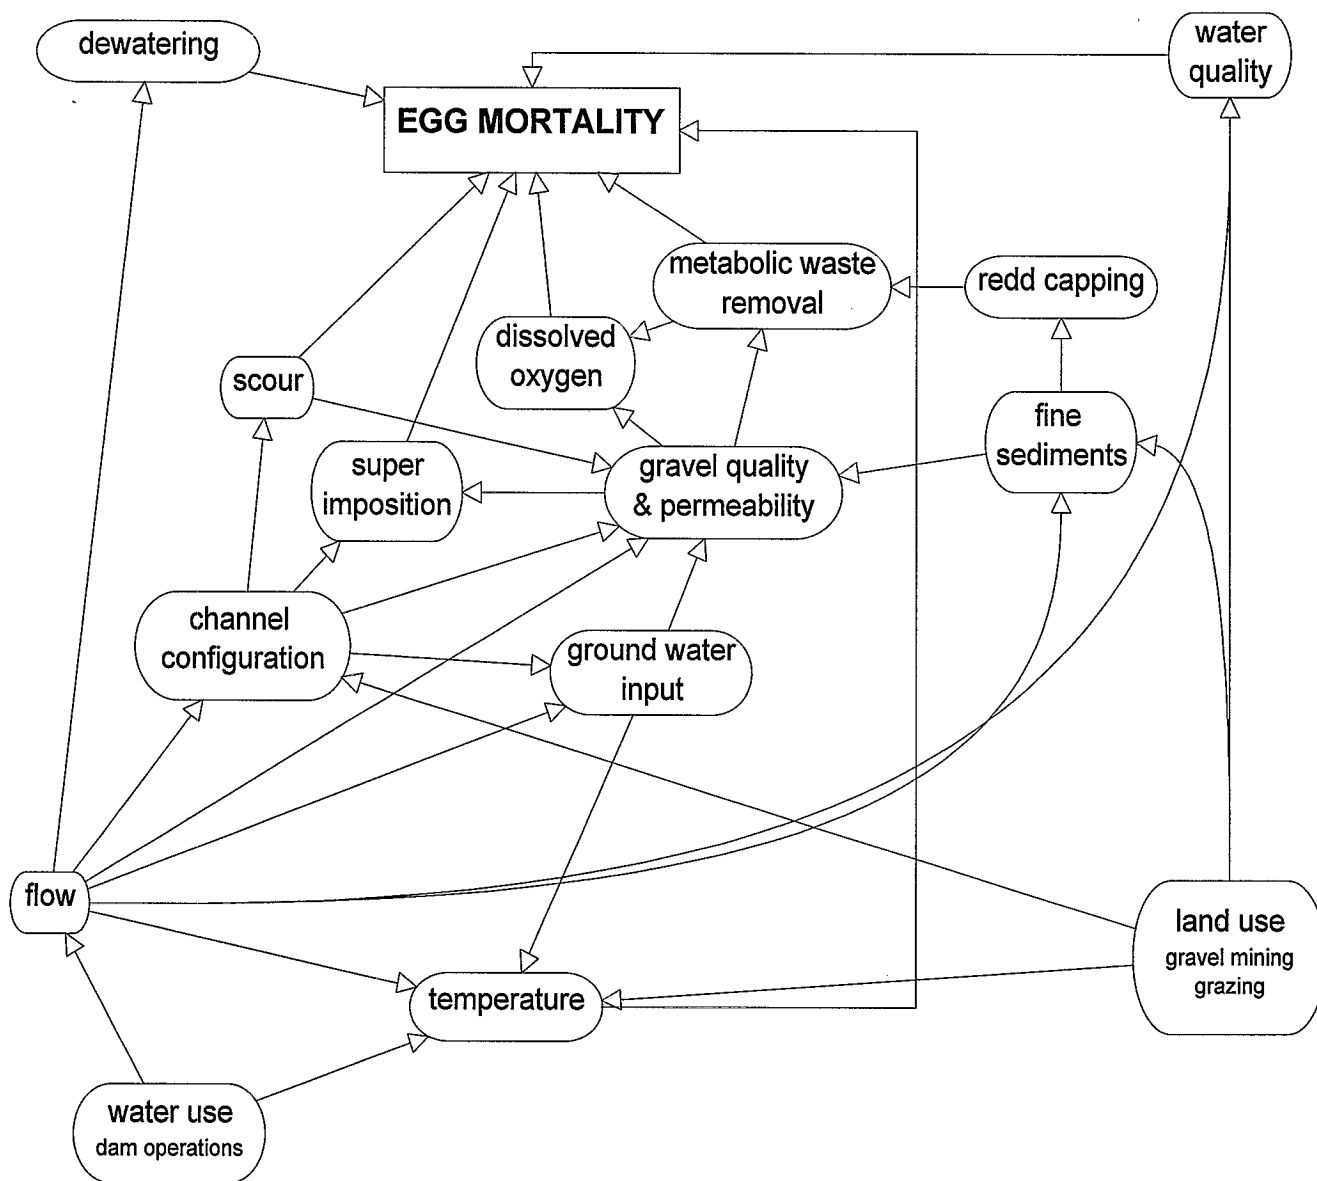 dewatering
water
quality
EGG MORTALITY
metabolic waste
removal
redd capping
dissolved
oxygen
scour
fine
sediments
super
imposition
gravel quality
& permeability
channel
configuration
ground water
input
flow
land use
gravel mining
grazing
temperature
water use
dam operations